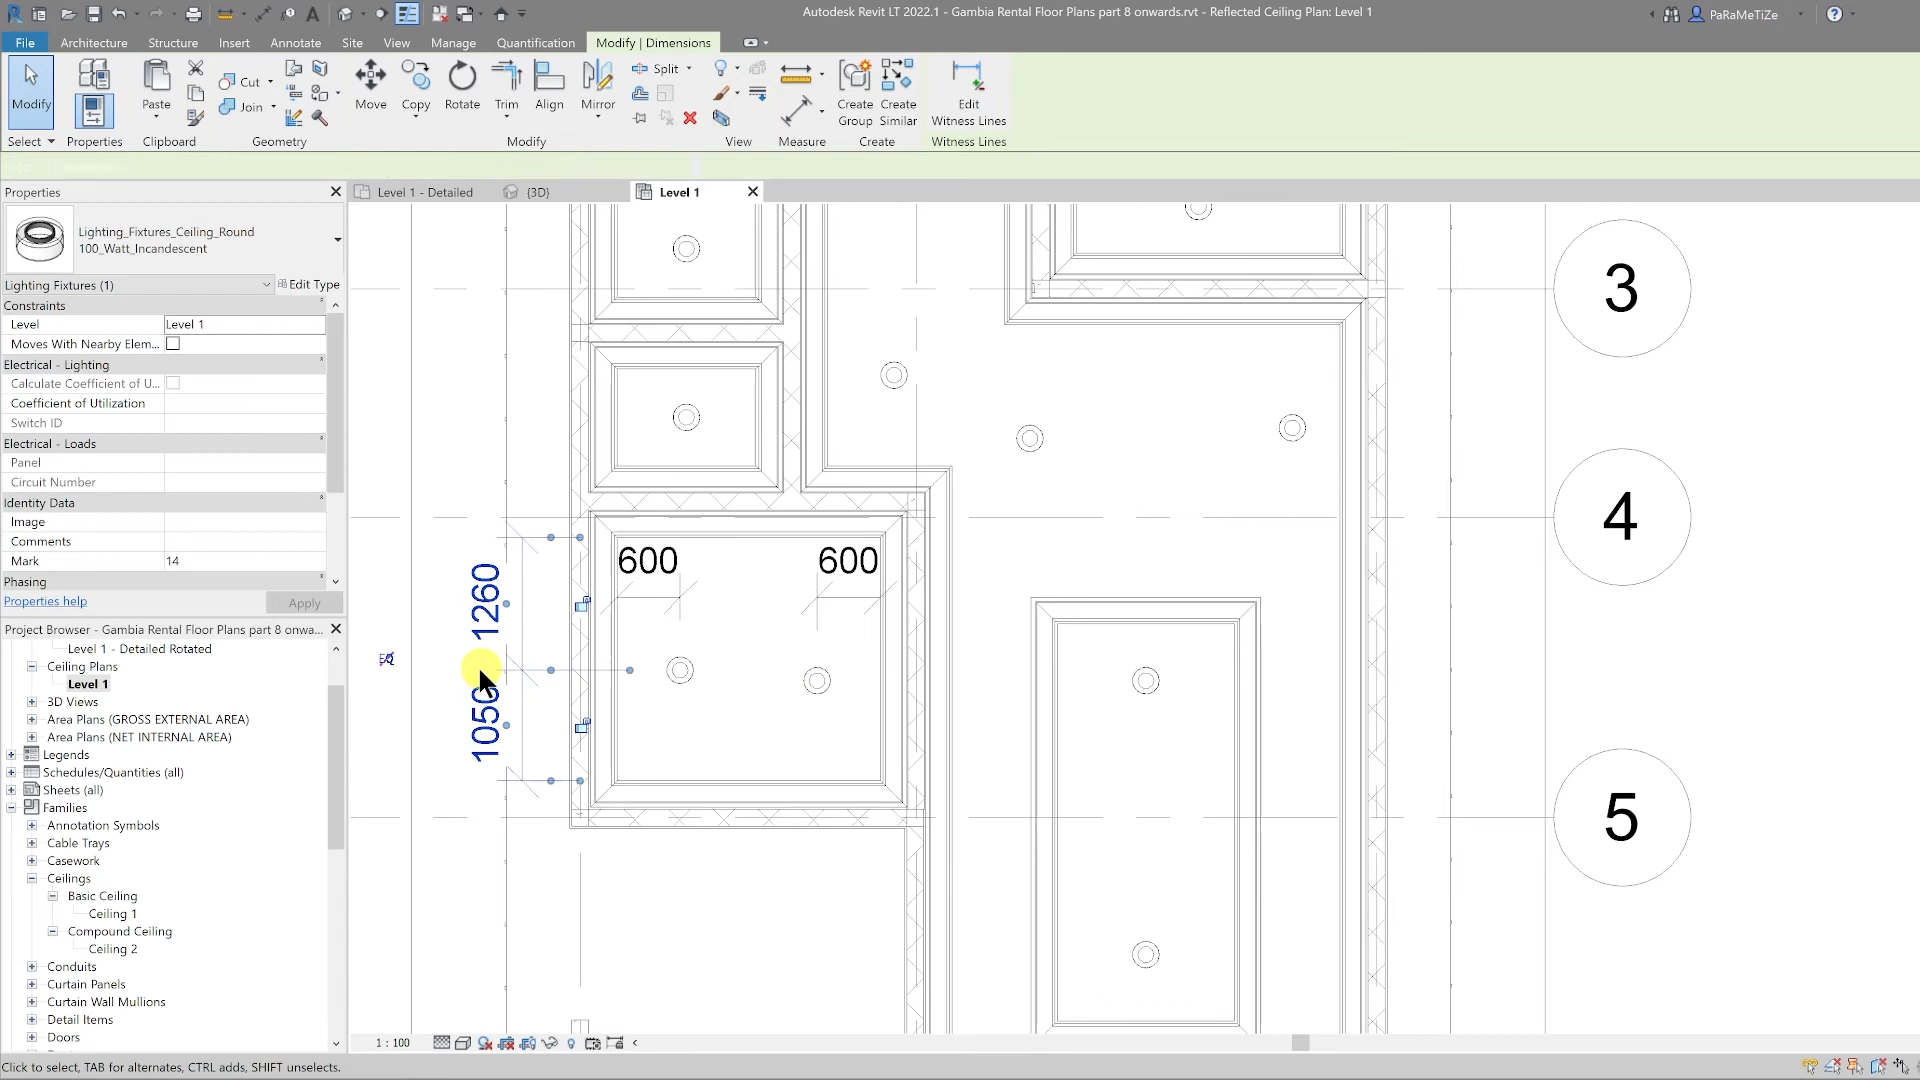 Autodesk Revit LT 2022.1 - Gambia Rental Floor Plans part 8 onwards.rvt - Reflected Ceiling Plan: Level 1
PaRaMeTiZe
File Architecture Structure Insert Annotate Site View Manage Quantification Modify | Dimensions
Modify
Paste
Cut
Join
Move Copy Rotate Trim Align Mirror
Split
Create Group
Create Similar
Edit Witness Lines
Select Properties Clipboard Geometry Modify View Measure Create Witness Lines
Properties
Level 1 - Detailed {3D} Level 1
Lighting_Fixtures_Ceiling_Round
100_Watt_Incandescent
Lighting Fixtures (1) Edit Type
Constraints
Level Level 1
Moves With Nearby Elem...
Electrical - Lighting
Calculate Coefficient of U...
Coefficient of Utilization
Switch ID
Electrical - Loads
Panel
Circuit Number
Identity Data
Image
Comments
Mark 14
Phasing
Properties help Apply
Project Browser - Gambia Rental Floor Plans part 8 onwa...
Level 1 - Detailed Rotated
Ceiling Plans
Level 1
3D Views
Area Plans (GROSS EXTERNAL AREA)
Area Plans (NET INTERNAL AREA)
Legends
Schedules/Quantities (all)
Sheets (all)
Families
Annotation Symbols
Cable Trays
Casework
Ceilings
Basic Ceiling
Ceiling 1
Compound Ceiling
Ceiling 2
Conduits
Curtain Panels
Curtain Wall Mullions
Detail Items
Doors
3
4
5
600 600
1260
1050
EQ
1 : 100
Click to select, TAB for alternates, CTRL adds, SHIFT unselects.